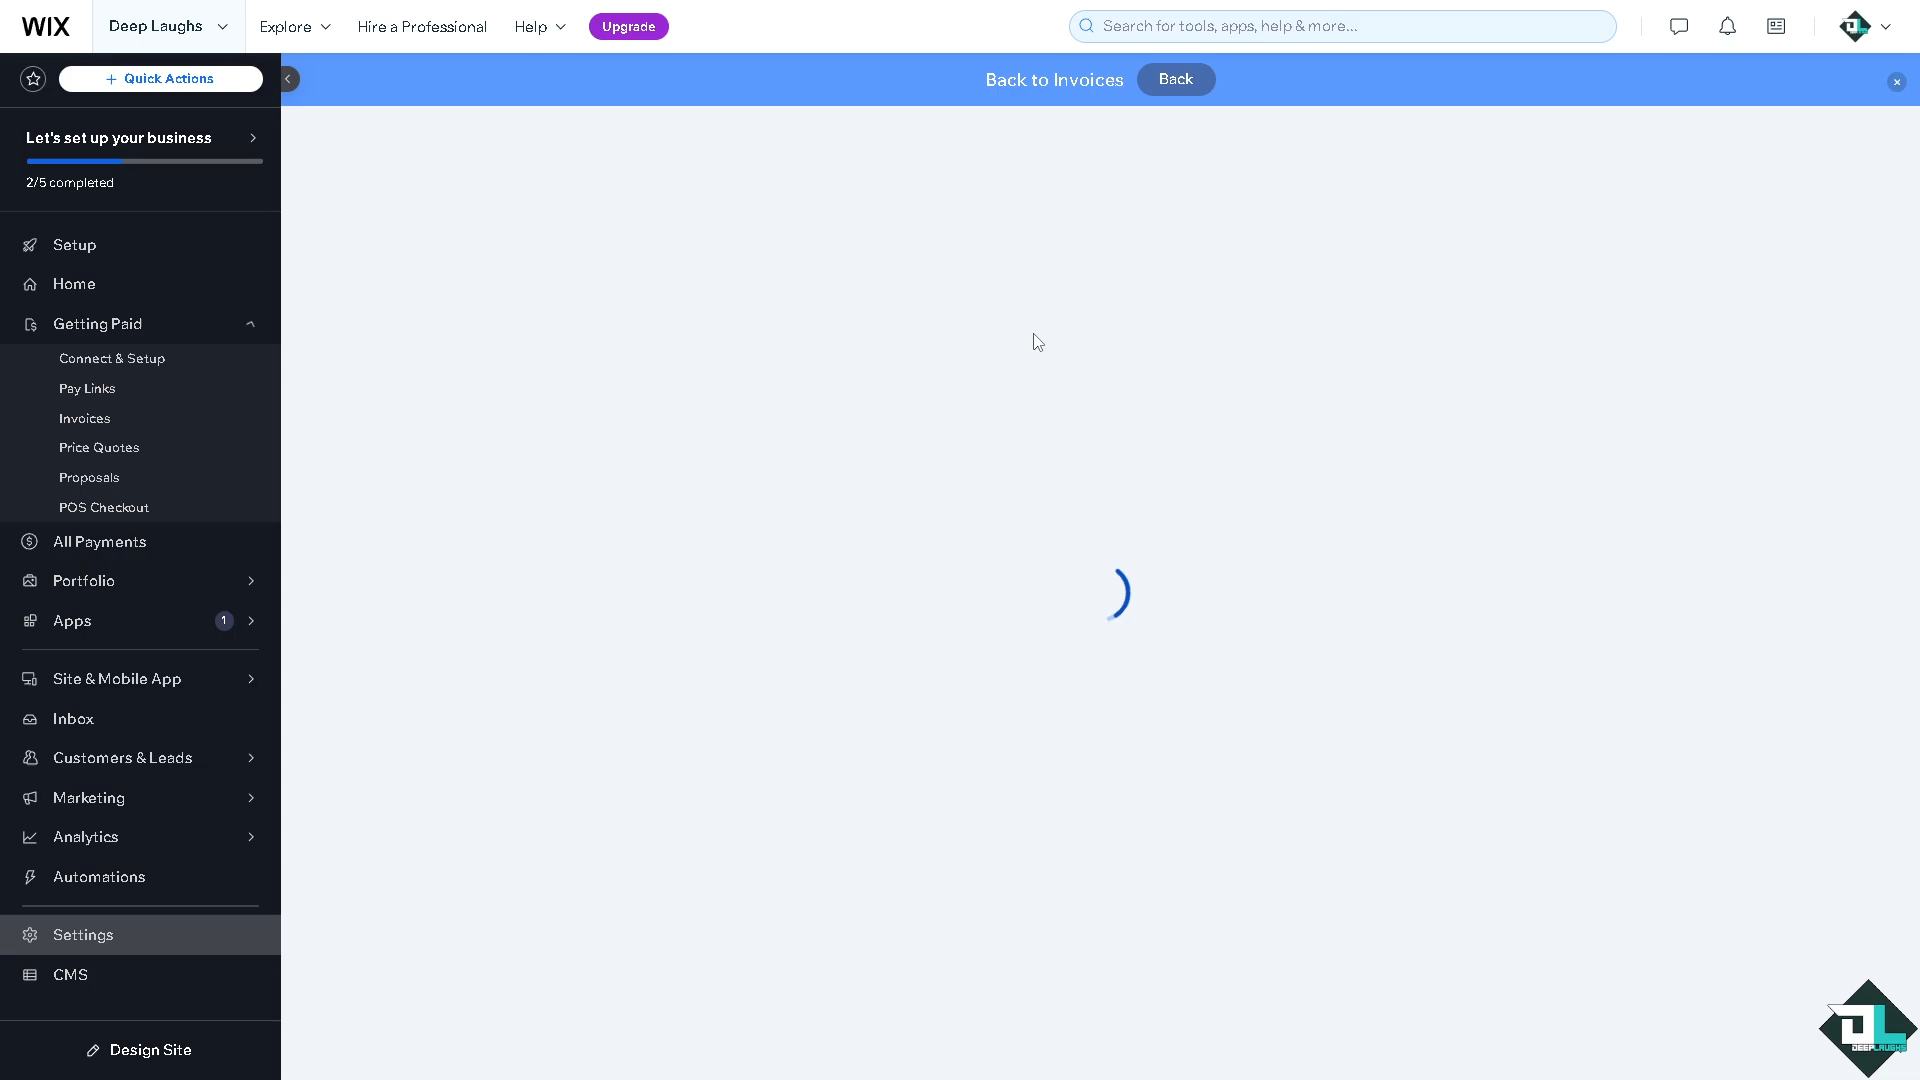 WIX
Deep Laughs
Explore
Hire a Professional
Help
Upgrade
Search for tools, apps, help & more...
+ Quick Actions
Back to Invoices
Back
Let's set up your business
2/5 completed
Setup
Home
Getting Paid
Connect & Setup
Pay Links
Invoices
Price Quotes
Proposals
POS Checkout
All Payments
Portfolio
Apps
1
Site & Mobile App
Inbox
Customers & Leads
Marketing
Analytics
Automations
Settings
CMS
Design Site
DL
DEEPLAUGHS